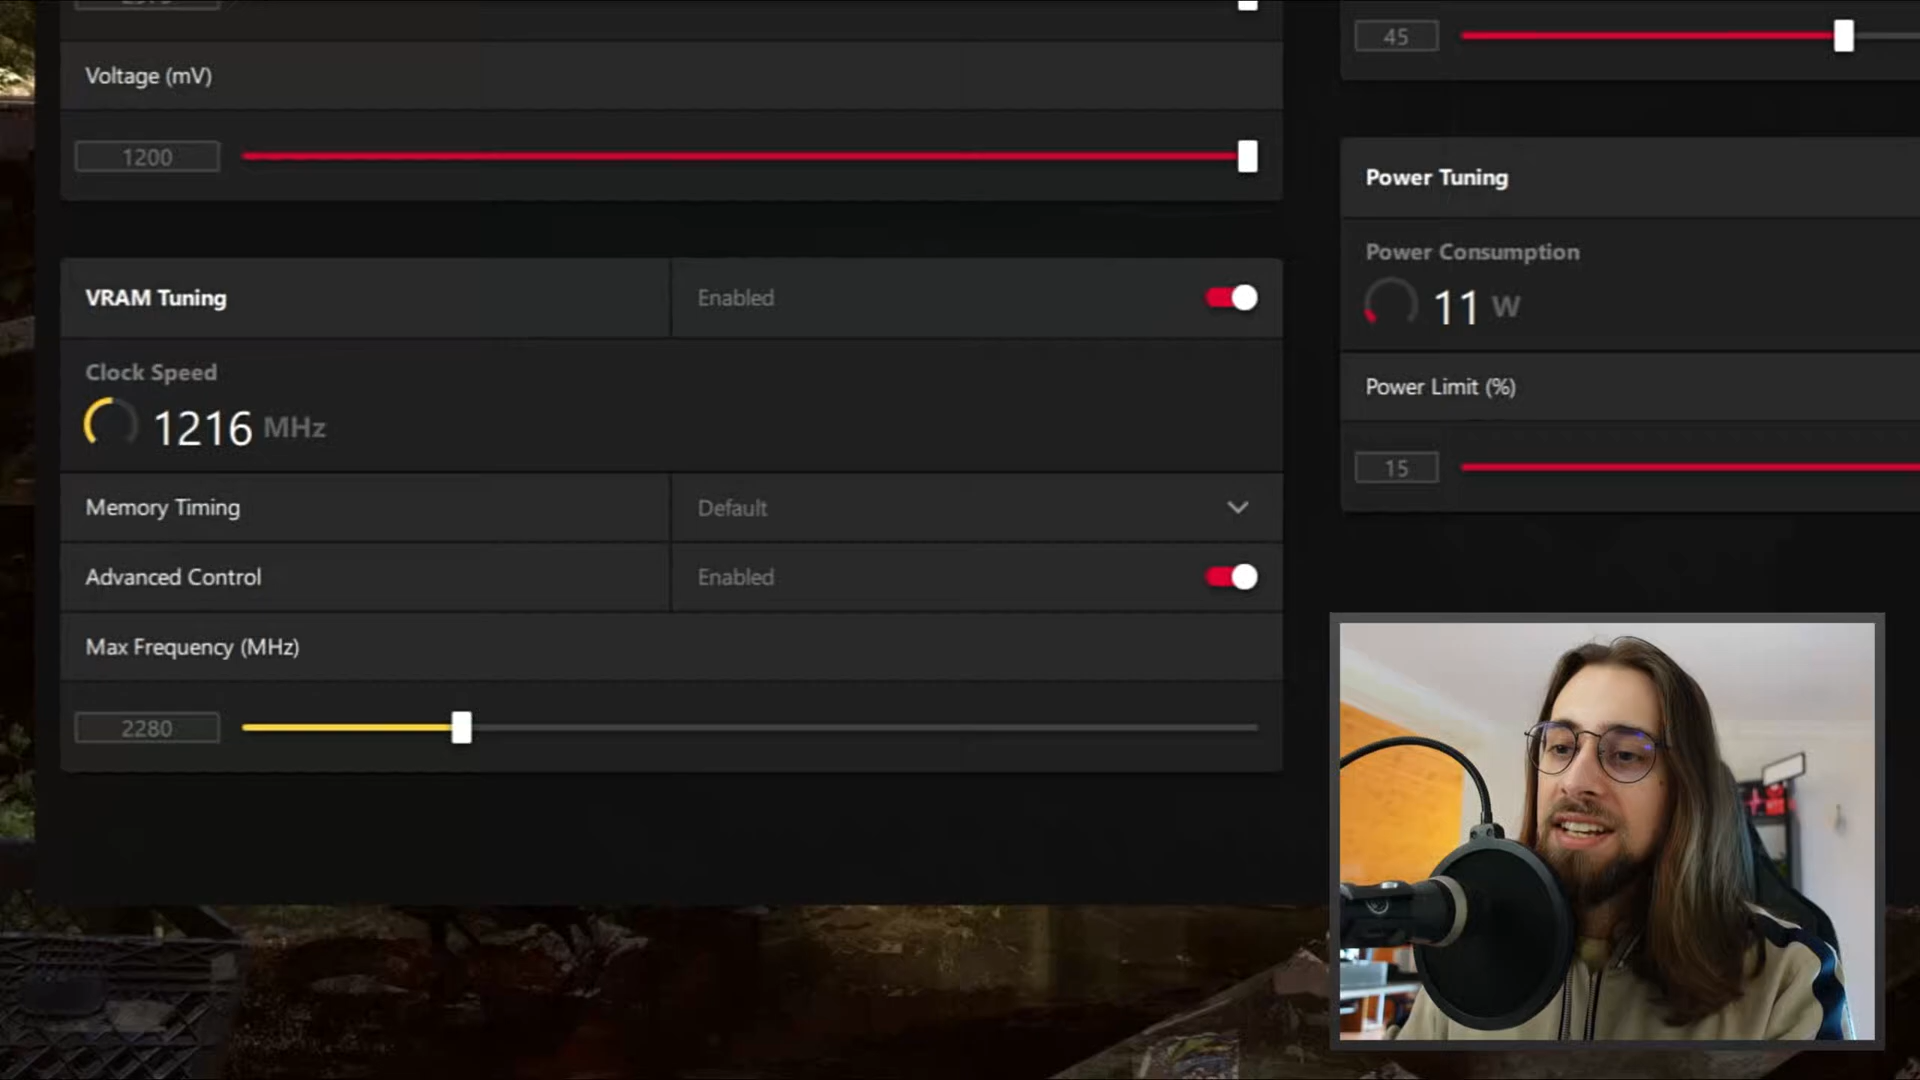 Voltage (mV)
1200
VRAM Tuning
Enabled
Clock Speed
1216 MHz
Memory Timing
Default
Advanced Control
Enabled
Max Frequency (MHz)
2280
45
Power Tuning
Power Consumption
11 W
Power Limit (%)
15